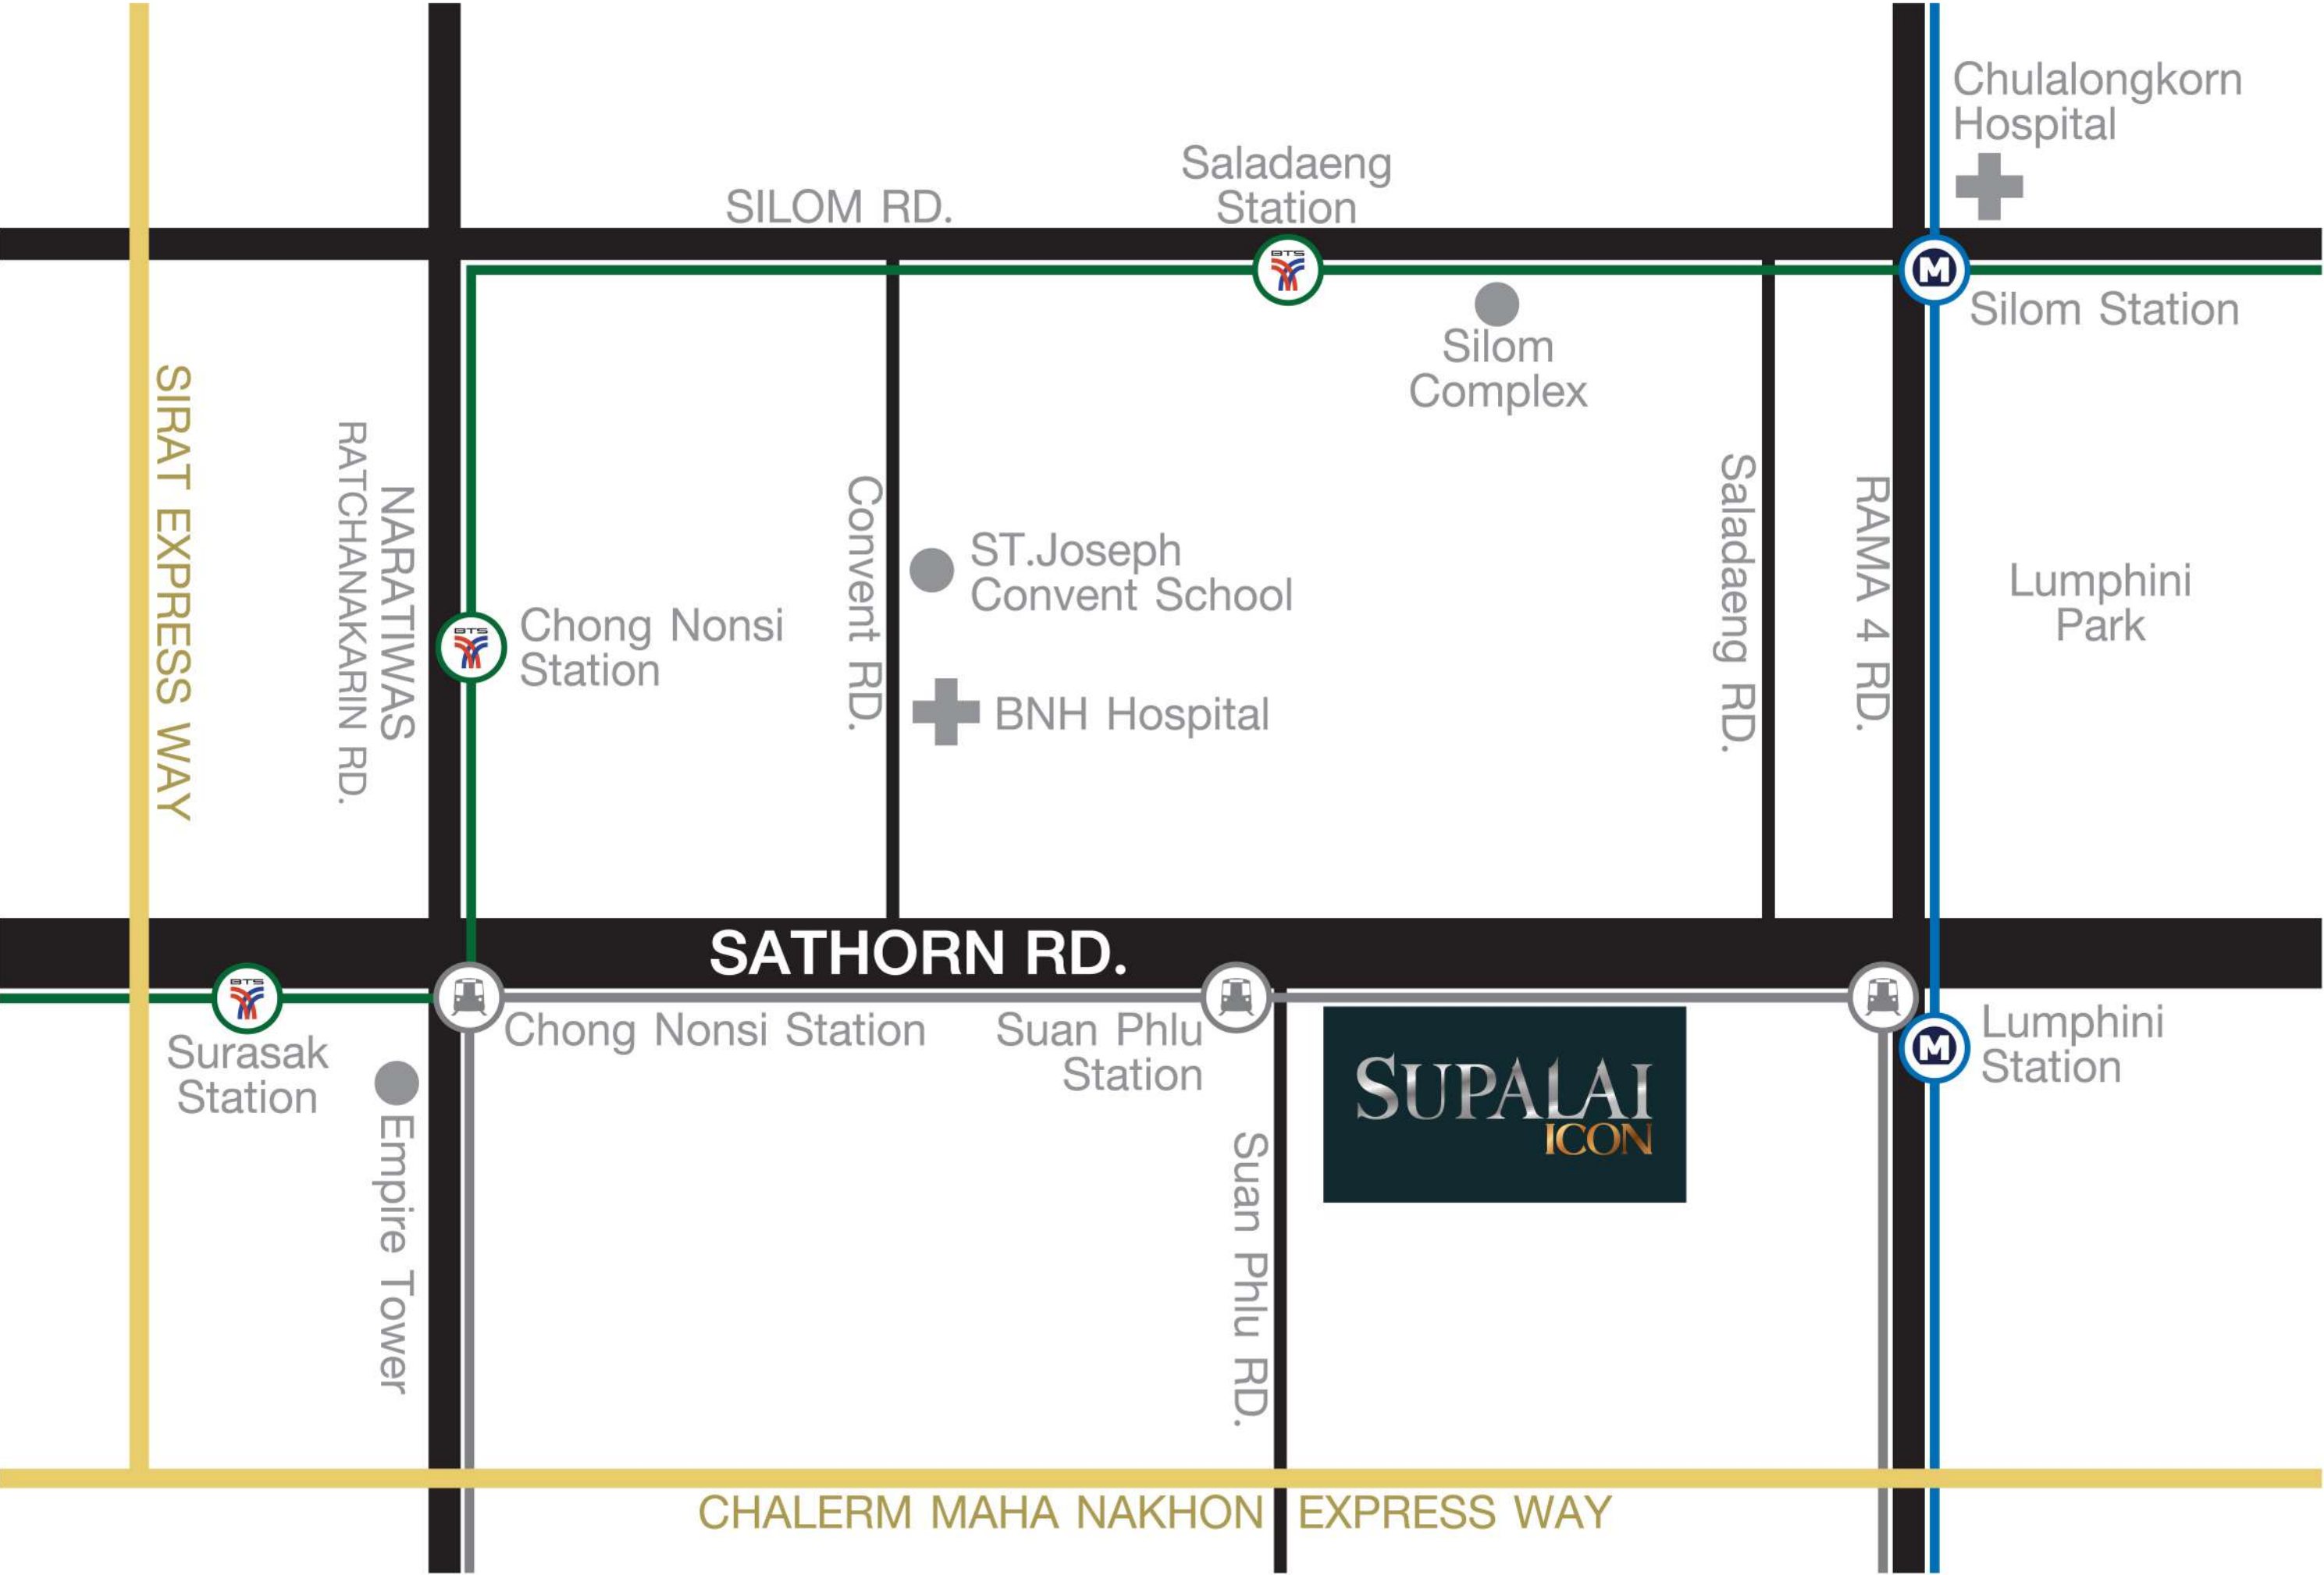 Chulalongkorn
Hospital
Saladaeng
Station
SILOM RD.
BTS
M
Silom Station
Silom
Complex
SIRAT EXPRESS WAY
NARATIWAS
RATCHANAKARIN RD.
Convent RD.
Saladaeng RD.
RAMA 4 RD.
ST.Joseph
Convent School
Lumphini
Park
BTS
Chong Nonsi
Station
BNH Hospital
SATHORN RD.
BTS
Surasak
Station
Chong Nonsi Station
Suan Phlu
Station
M
Lumphini
Station
SUPALAI
ICON
Empire Tower
Suan Phlu RD.
CHALERM MAHA NAKHON EXPRESS WAY